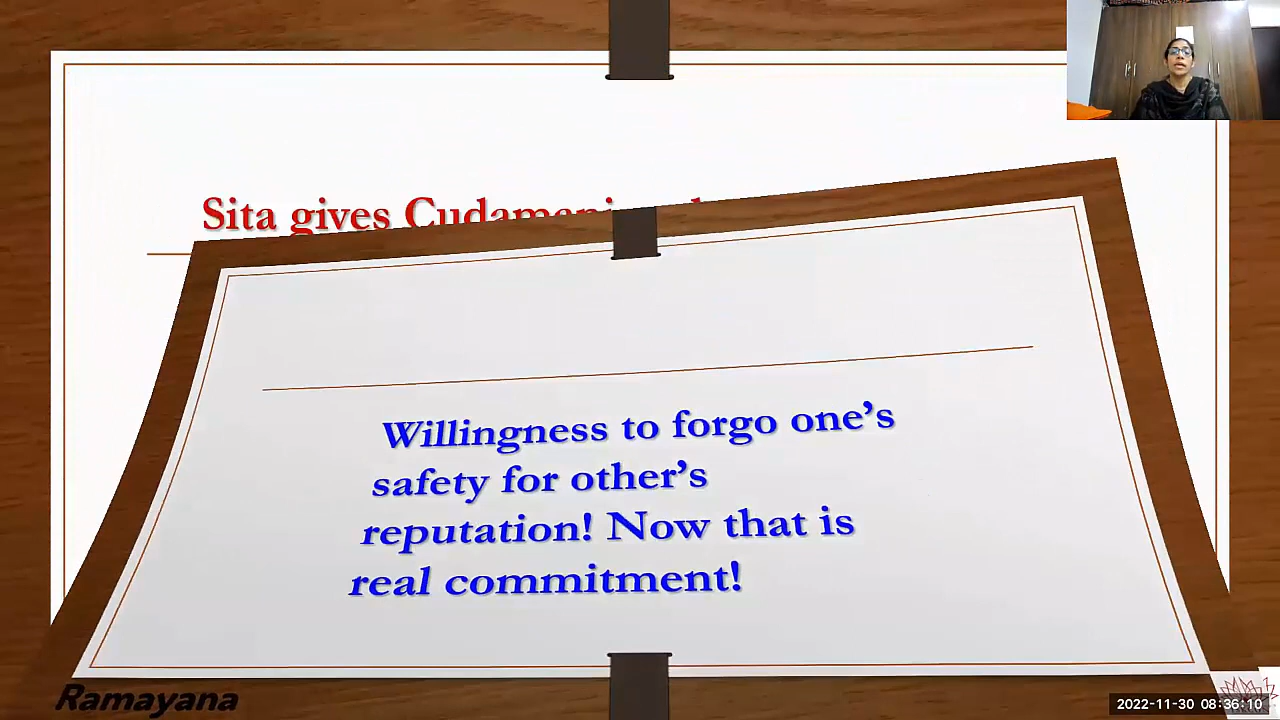 Sita gives Cudamani
Willingness to forgo one’s
safety for other’s
reputation! Now that is
real commitment!
Ramayana
2022-11-30 08:36:10